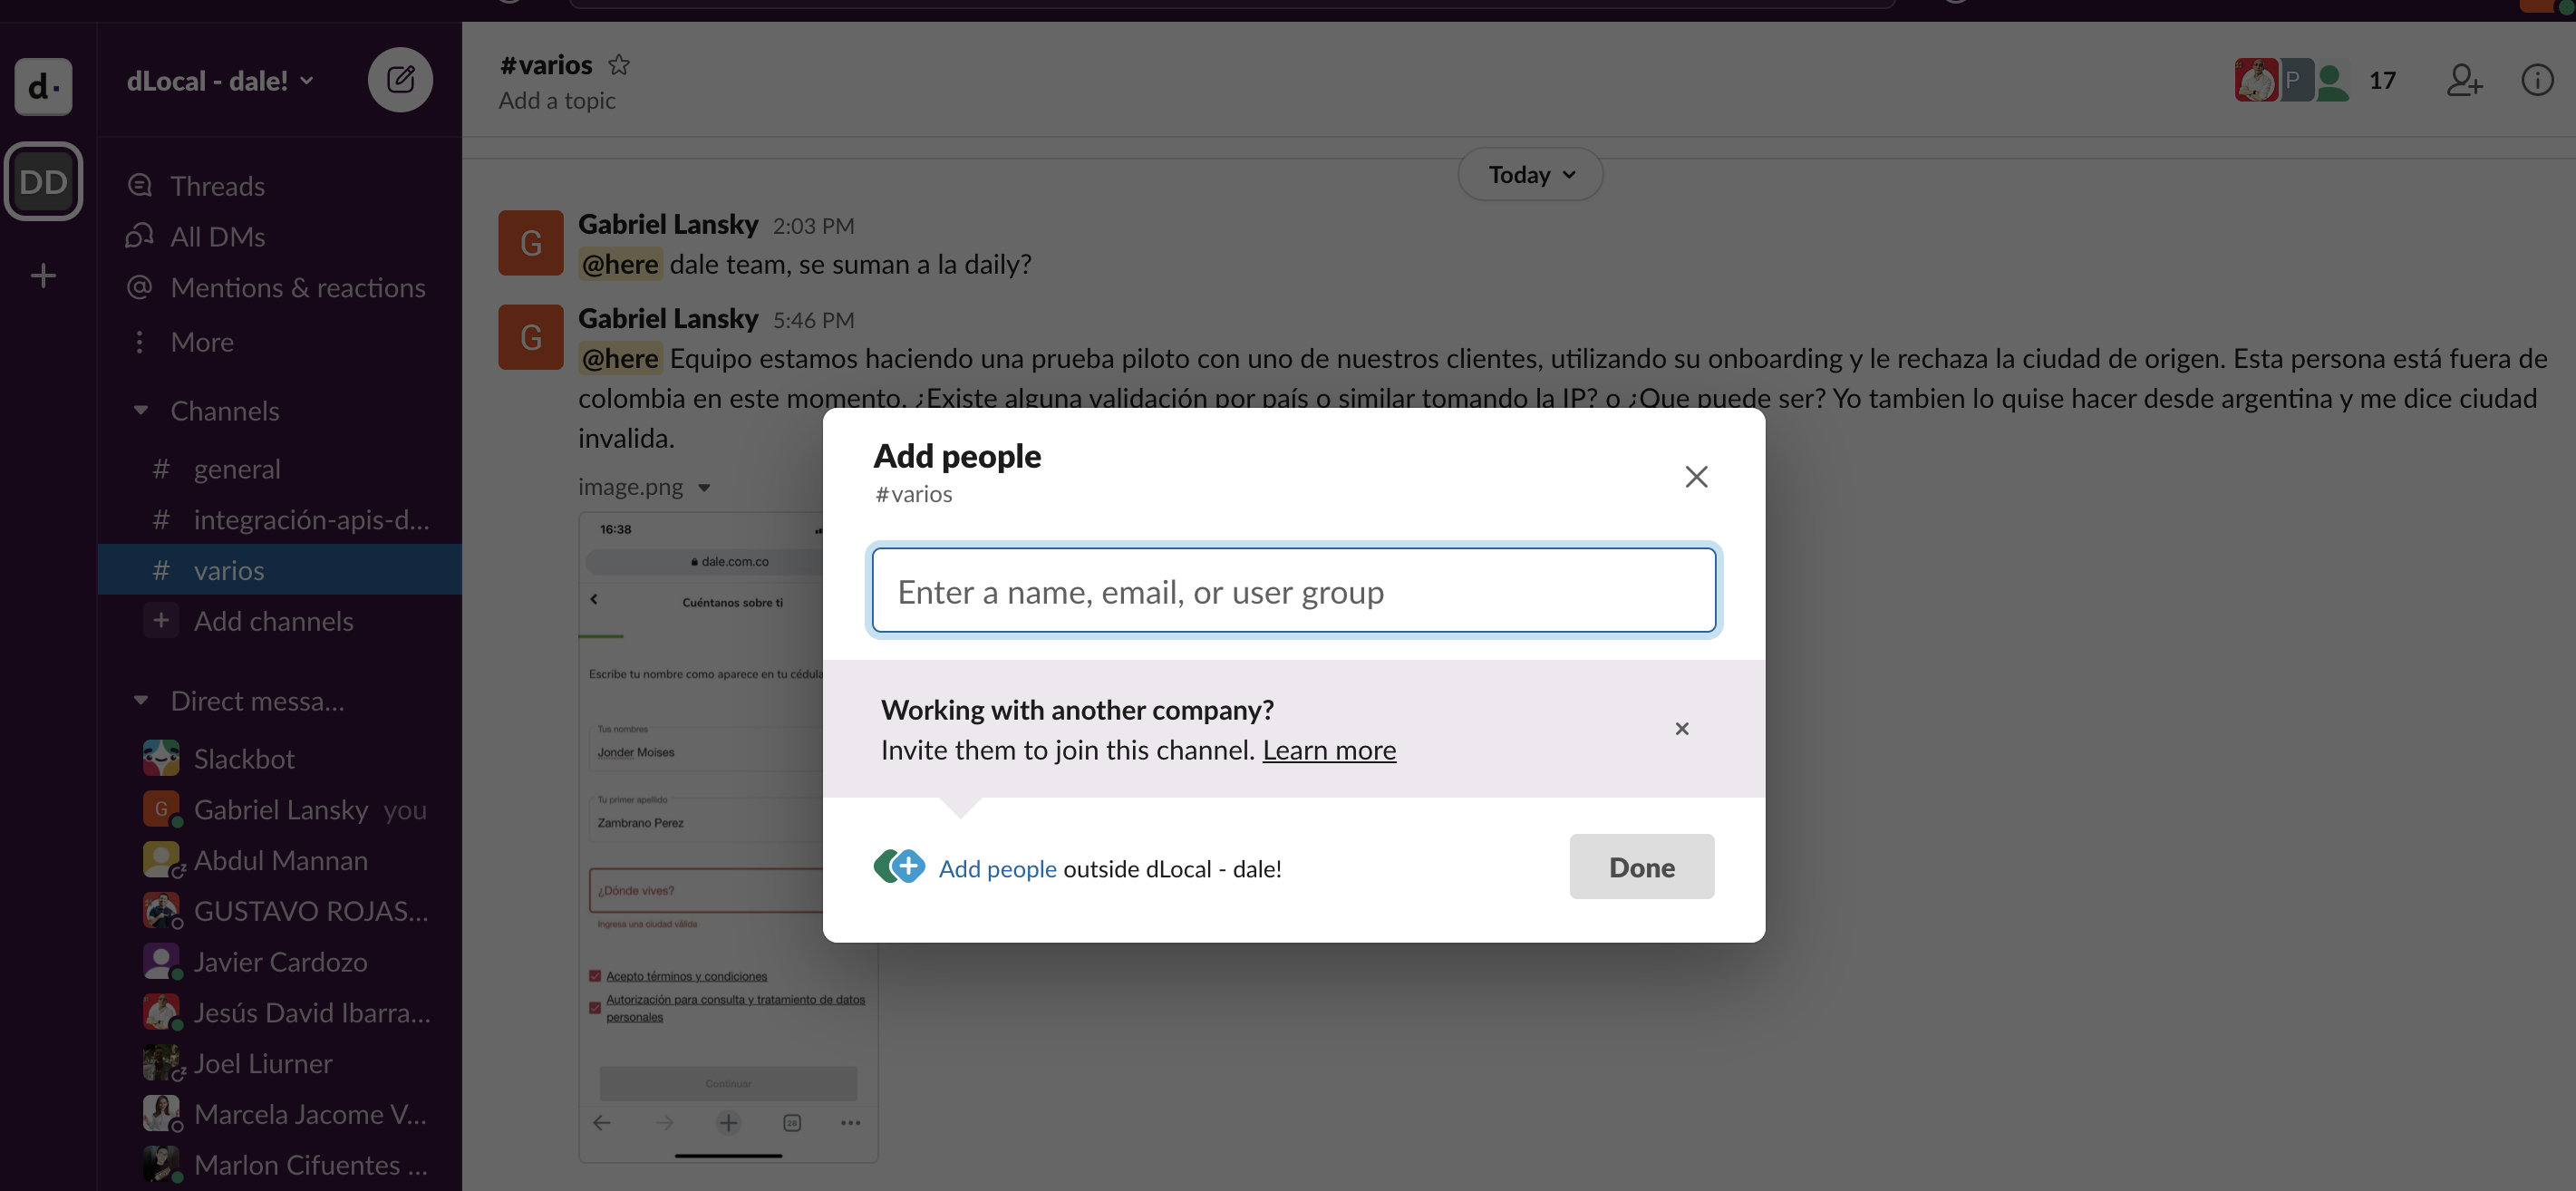 d·
dLocal - dale!
DD
Threads
All DMs
Mentions & reactions
More
Channels
# general
# integración-apis-d...
# varios
+ Add channels
Direct messa...
Slackbot
G Gabriel Lansky you
Abdul Mannan
GUSTAVO ROJAS...
Javier Cardozo
Jesús David Ibarra...
Joel Liurner
Marcela Jacome V...
Marlon Cifuentes ...
#varios
Add a topic
P
17
Today
G
Gabriel Lansky 2:03 PM
@here dale team, se suman a la daily?
G
Gabriel Lansky 5:46 PM
@here Equipo estamos haciendo una prueba piloto con uno de nuestros clientes, utilizando su onboarding y le rechaza la ciudad de origen. Esta persona está fuera de
colombia en este momento. ¿Existe alguna validación por país o similar tomando la IP? o ¿Que puede ser? Yo tambien lo quise hacer desde argentina y me dice ciudad
invalida.
image.png
16:38
dale.com.co
Cuéntanos sobre ti
Escribe tu nombre como aparece en tu cédula
Tus nombres
Jonder Moises
Tu primer apellido
Zambrano Perez
¿Dónde vives?
Ingresa una ciudad válida
Acepto términos y condiciones
Autorización para consulta y tratamiento de datos
personales
Continuar
28
Add people
#varios
Enter a name, email, or user group
Working with another company?
Invite them to join this channel. Learn more
Add people outside dLocal - dale!
Done